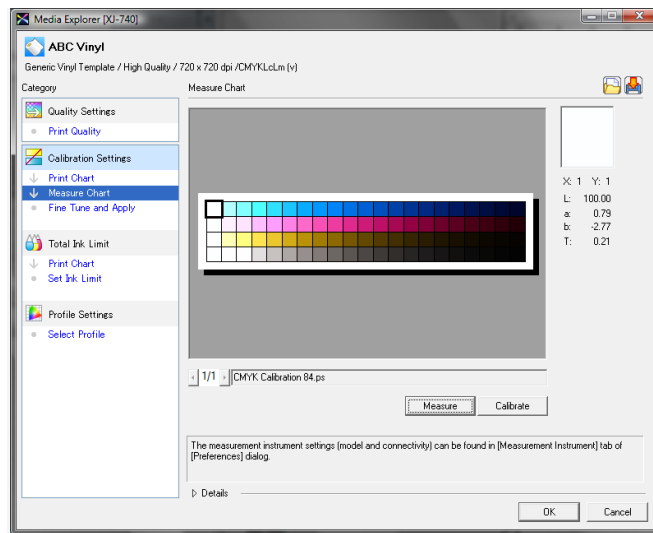 Media Explorer [XJ-740]
ABC Vinyl
Generic Vinyl Template / High Quality / 720 x 720 dpi /CMYKLcLm (v)
Category
Measure Chart
Quality Settings
Print Quality
Calibration Settings
Print Chart
Measure Chart
Fine Tune and Apply
Total Ink Limit
Print Chart
Set Ink Limit
Profile Settings
Select Profile
X: 1 Y: 1
L: 100.00
a: 0.79
b: -2.77
T: 0.21
1/1
CMYK Calibration 84.ps
Measure
Calibrate
The measurement instrument settings (model and connectivity) can be found in [Measurement Instrument] tab of
[Preferences] dialog.
Details
OK
Cancel